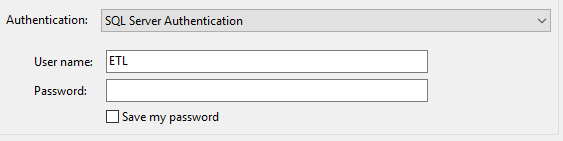 Authentication: SQL Server Authentication
User name: ETL
Password:
Save my password